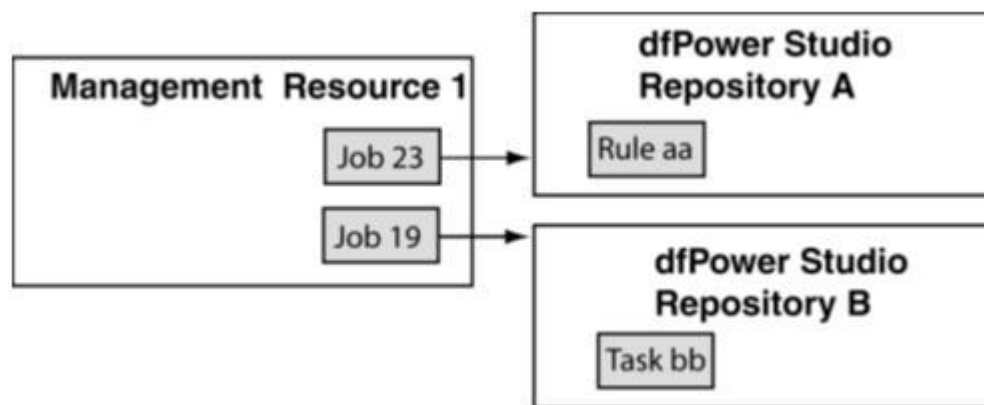 Management Resource 1
Job 23
Job 19
dfPower Studio
Repository A
Rule aa
dfPower Studio
Repository B
Task bb